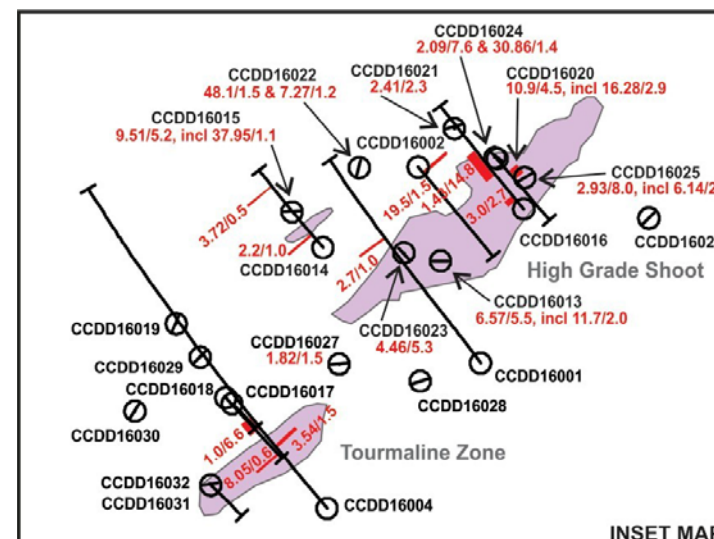 CCDD16024
2.09/7.6 & 30.86/1.4
CCDD16021
2.41/2.3
CCDD16020
10.9/4.5, incl 16.28/2.9
CCDD16022
48.1/1.5 & 7.27/1.2
CCDD16015
9.51/5.2, incl 37.95/1.1
CCDD16002
CCDD16025
2.93/8.0, incl 6.14/2
19.5/1.5
1.43/14.8
3.0/2.7
3.72/0.5
2.2/1.0
CCDD16014
2.7/1.0
CCDD16016
CCDD1602
High Grade Shoot
CCDD16013
6.57/5.5, incl 11.7/2.0
CCDD16023
4.46/5.3
CCDD16019
CCDD16027
1.82/1.5
CCDD16029
CCDD16001
CCDD16018
CCDD16017
CCDD16028
CCDD16030
1.0/6.6
3.54/1.5
8.05/0.6
Tourmaline Zone
CCDD16032
CCDD16031
CCDD16004
INSET MAP